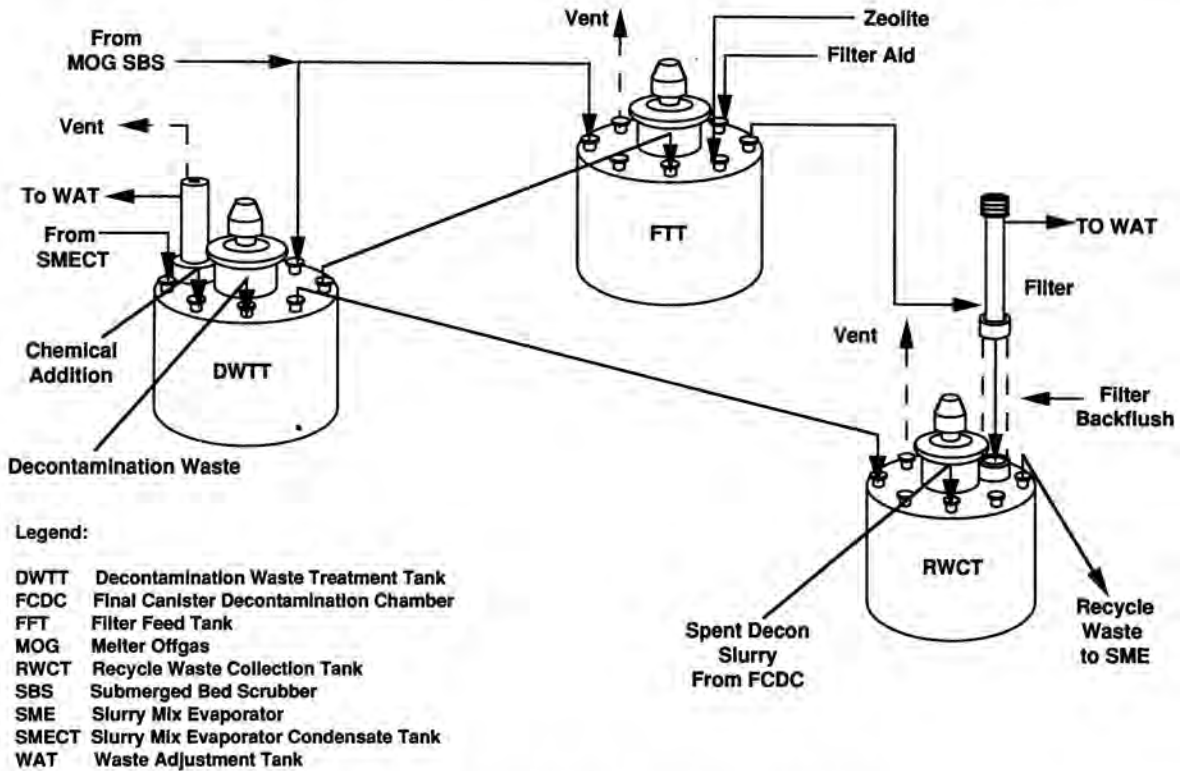 From
MOG SBS
Vent
Zeolite
Filter Aid
Vent
To WAT
From
SMECT
FTT
TO WAT
Filter
Vent
Chemical
Addition
DWTT
Filter
Backflush
Decontamination Waste
RWCT
Spent Decon
Slurry
From FCDC
Recycle
Waste
to SME
Legend:
DWTT Decontamination Waste Treatment Tank
FCDC Final Canister Decontamination Chamber
FFT Filter Feed Tank
MOG Melter Offgas
RWCT Recycle Waste Collection Tank
SBS Submerged Bed Scrubber
SME Slurry Mix Evaporator
SMECT Slurry Mix Evaporator Condensate Tank
WAT Waste Adjustment Tank